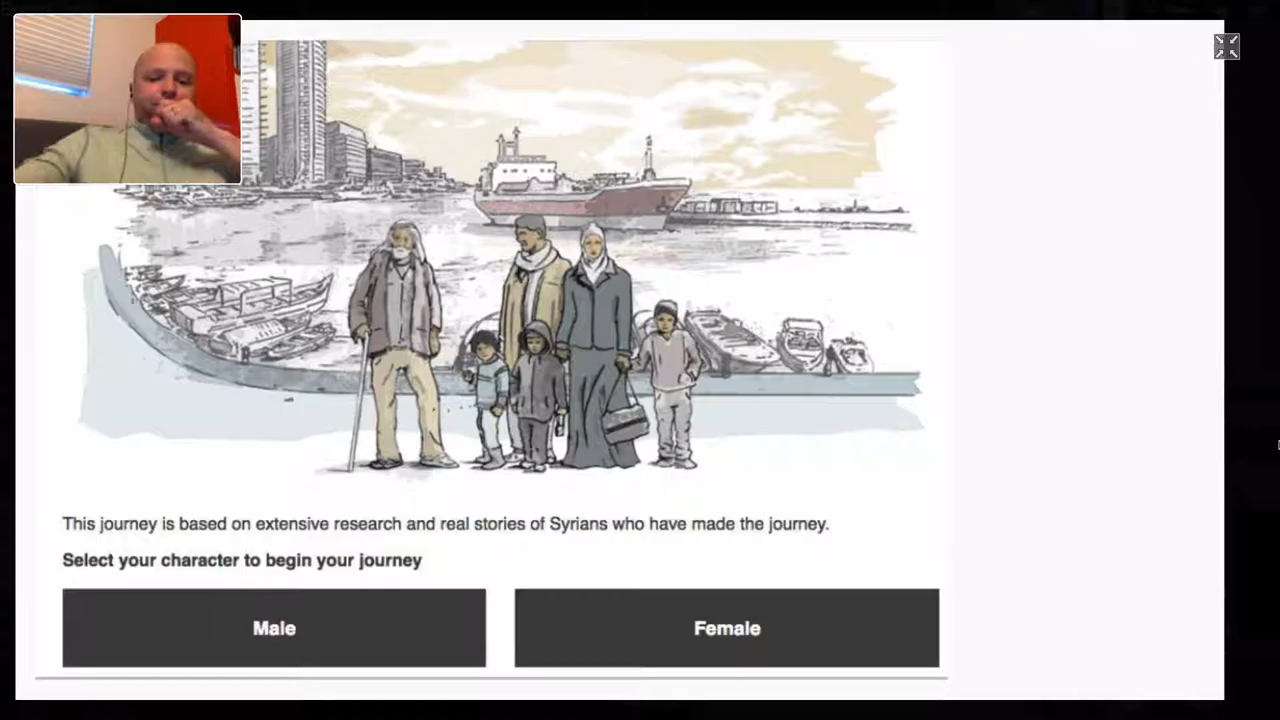 This journey is based on extensive research and real stories of Syrians who have made the journey.
Select your character to begin your journey
Male
Female